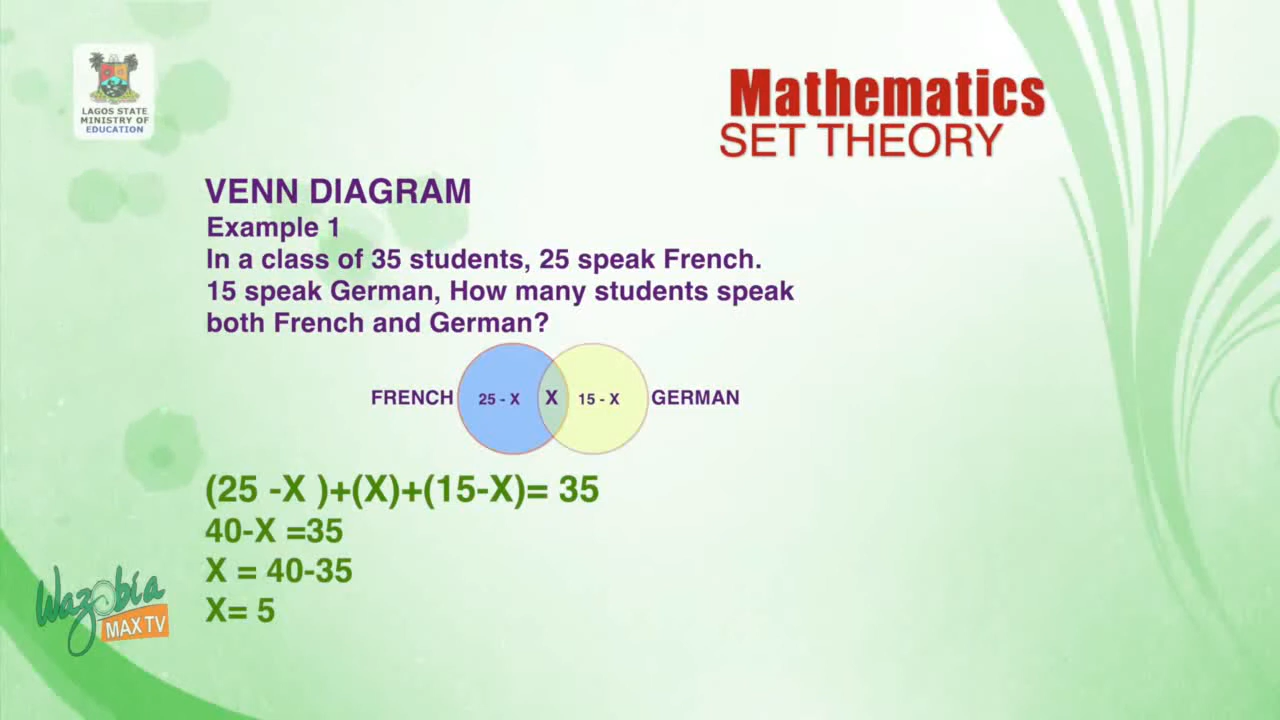 LAGOS STATE
MINISTRY OF
EDUCATION
Mathematics
SET THEORY
VENN DIAGRAM
Example 1
In a class of 35 students, 25 speak French.
15 speak German, How many students speak
both French and German?
FRENCH 25 - X X 15 - X GERMAN
(25 -X )+(X)+(15-X)= 35
40-X =35
X = 40-35
X= 5
Wazobia
MAX TV